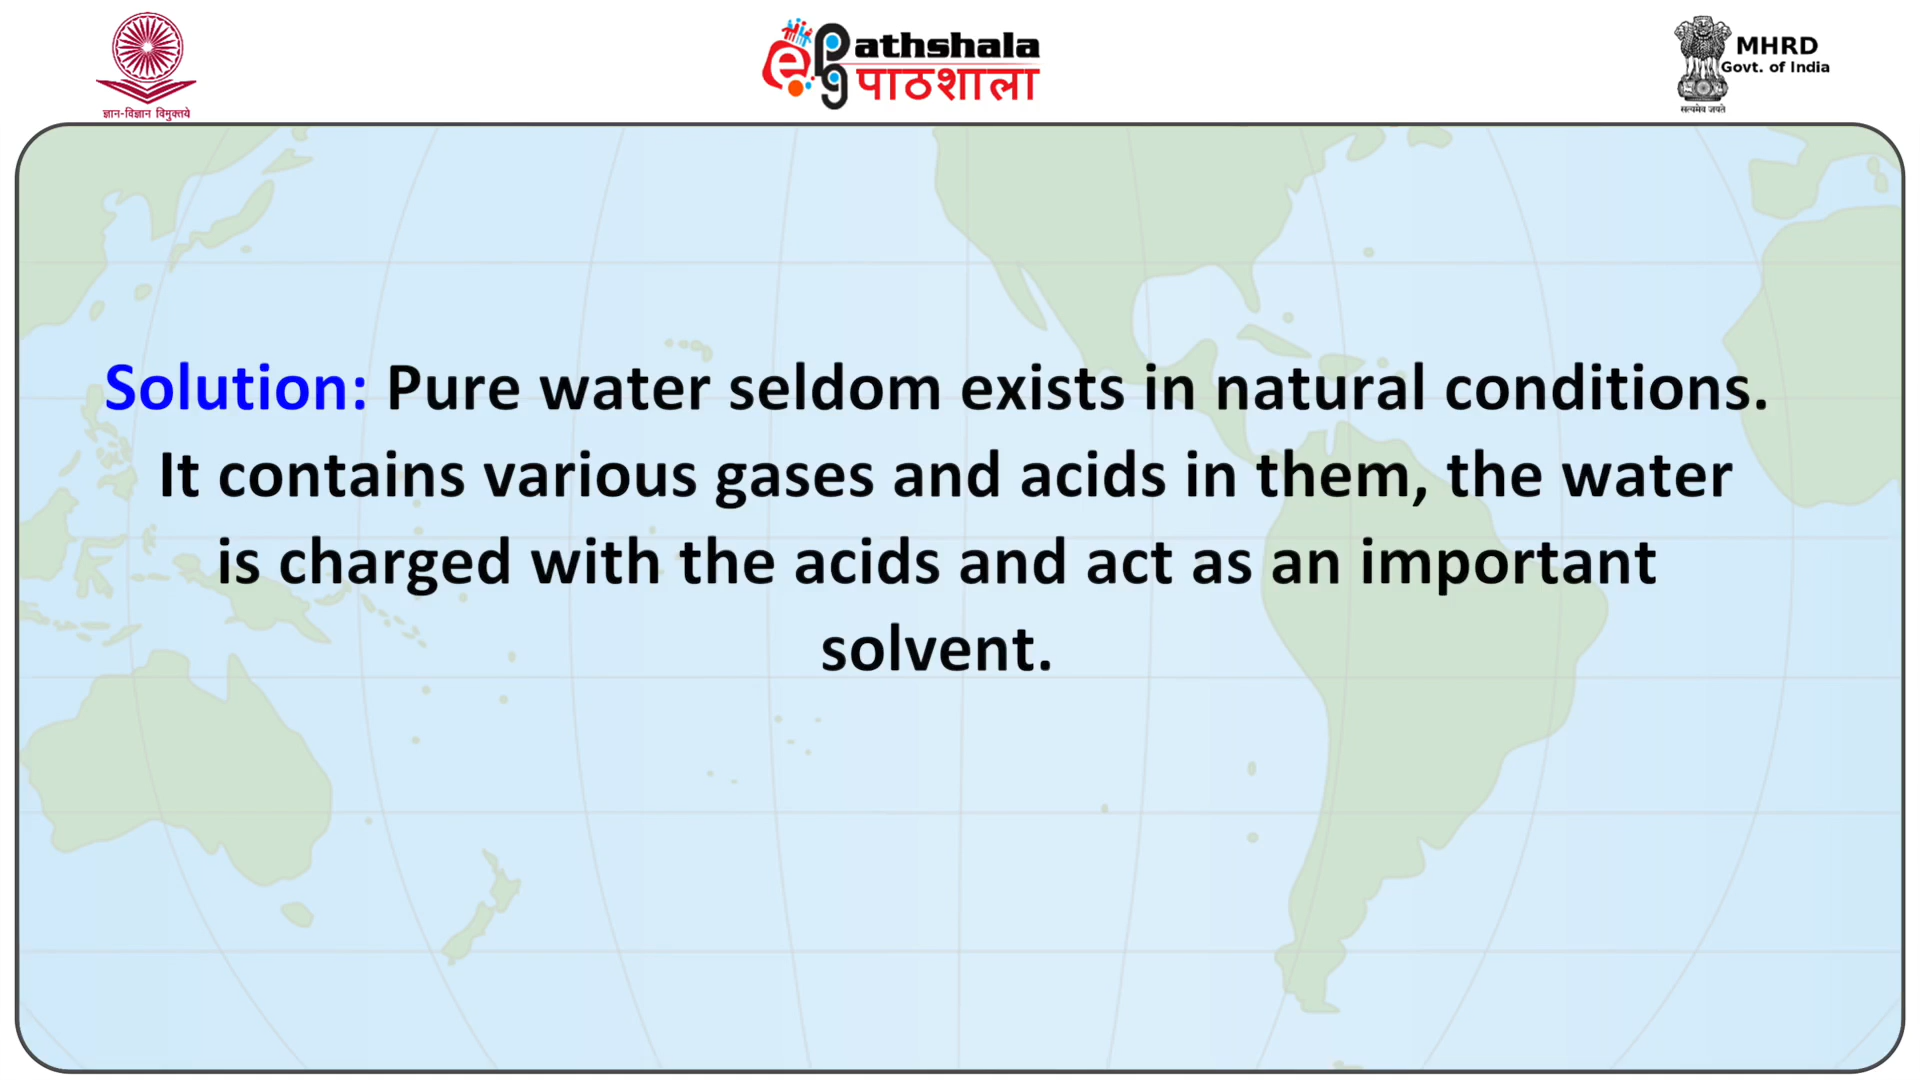 ज्ञान-विज्ञान विमुक्तये
ePG Pathshala
पाठशाला
MHRD
Govt. of India
सत्यमेव जयते
Solution: Pure water seldom exists in natural conditions.
It contains various gases and acids in them, the water
is charged with the acids and act as an important
solvent.